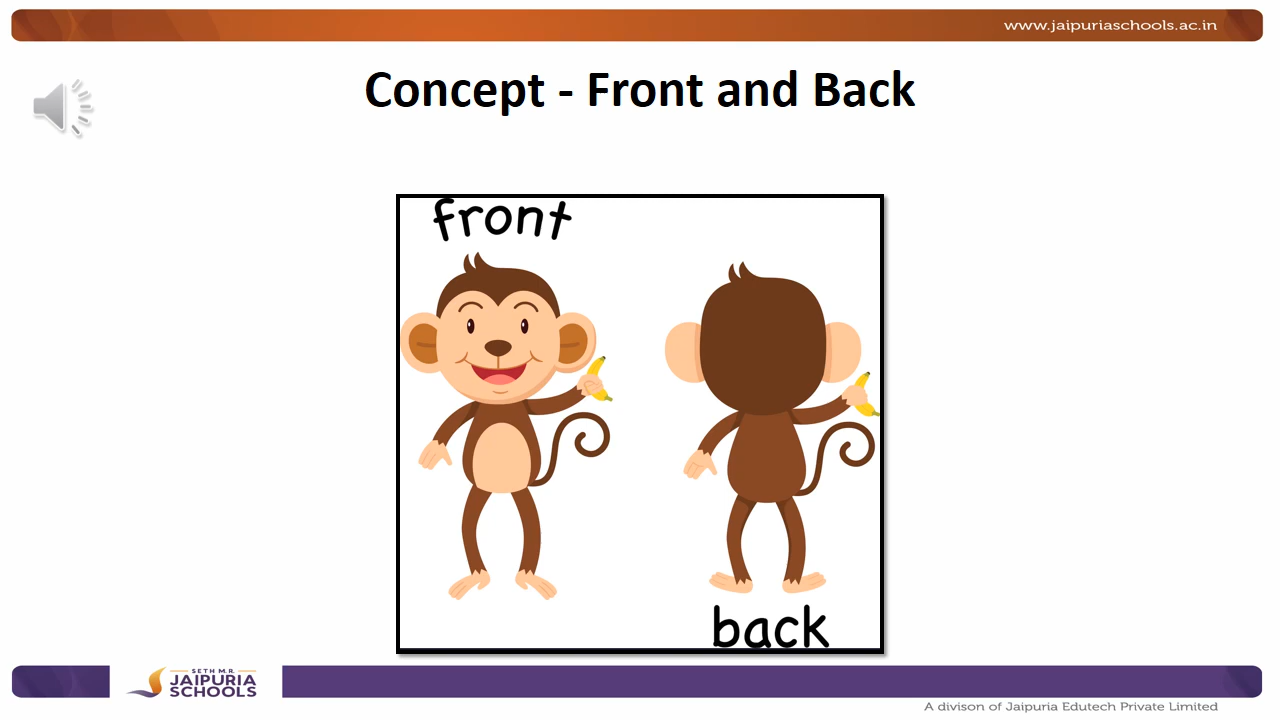 www.jaipuriaschools.ac.in
Concept - Front and Back
front
back
SETH M.R.
JAIPURIA
SCHOOLS
A divison of Jaipuria Edutech Private Limited